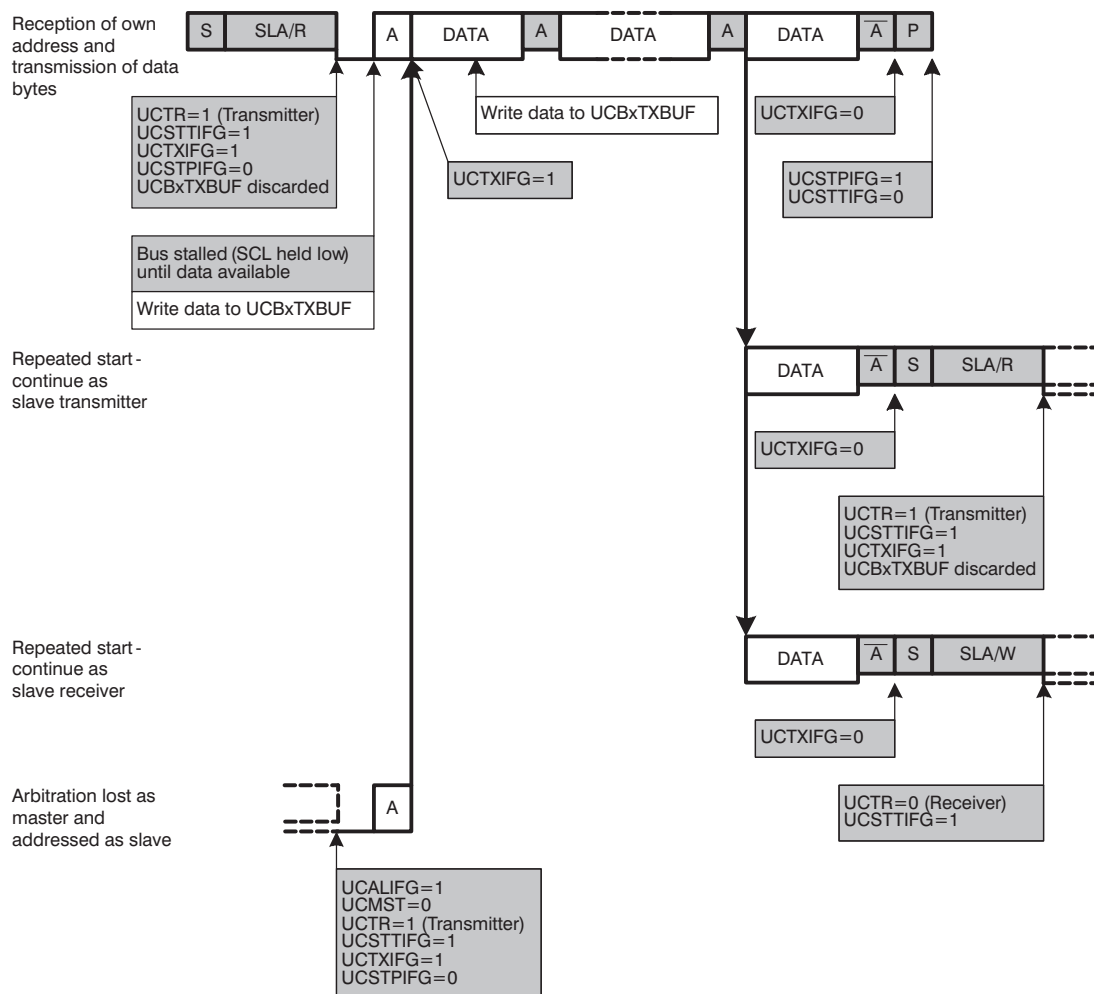 Reception of own
address and
transmission of data
bytes
S SLA/R A DATA A DATA A DATA A P
UCTR=1 (Transmitter)
UCSTTIFG=1
UCTXIFG=1
UCSTPIFG=0
UCBxTXBUF discarded
Write data to UCBxTXBUF
UCTXIFG=0
UCTXIFG=1
UCSTPIFG=1
UCSTTIFG=0
Bus stalled (SCL held low)
until data available
Write data to UCBxTXBUF
Repeated start-
continue as
slave transmitter
DATA A S SLA/R
UCTXIFG=0
UCTR=1 (Transmitter)
UCSTTIFG=1
UCTXIFG=1
UCBxTXBUF discarded
Repeated start-
continue as
slave receiver
DATA A S SLA/W
UCTXIFG=0
UCTR=0 (Receiver)
UCSTTIFG=1
Arbitration lost as
master and
addressed as slave
A
UCALIFG=1
UCMST=0
UCTR=1 (Transmitter)
UCSTTIFG=1
UCTXIFG=1
UCSTPIFG=0